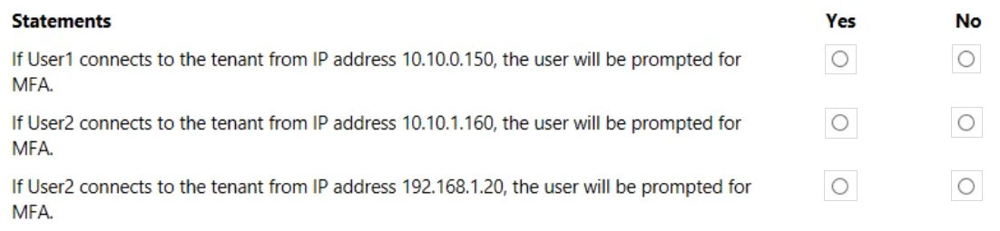 Statements Yes No
If User1 connects to the tenant from IP address 10.10.0.150, the user will be prompted for
MFA.
If User2 connects to the tenant from IP address 10.10.1.160, the user will be prompted for
MFA.
If User2 connects to the tenant from IP address 192.168.1.20, the user will be prompted for
MFA.